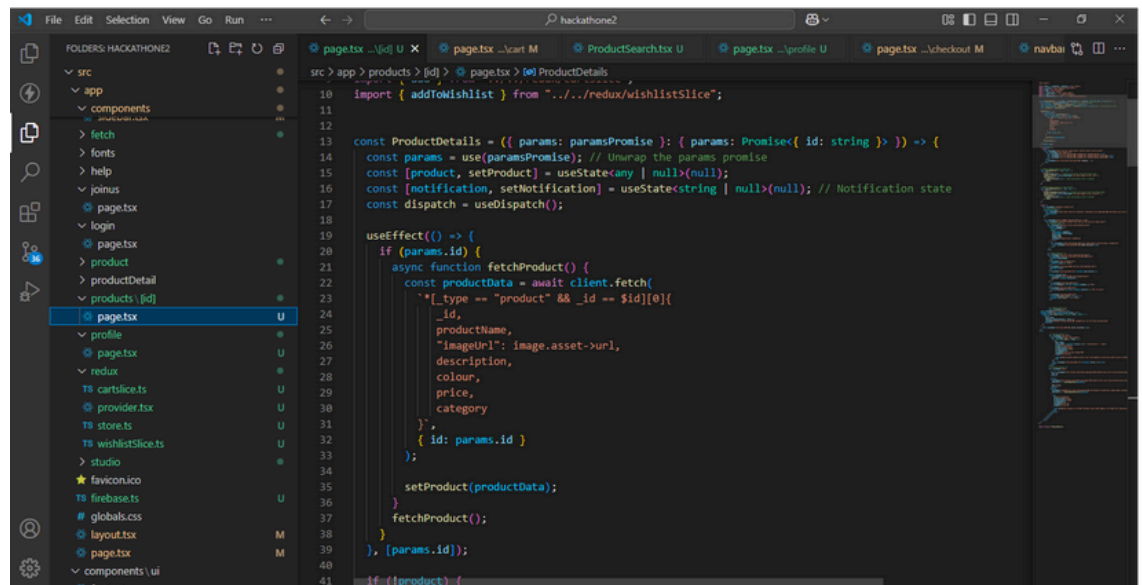 File Edit Selection View Go Run ...
hackathone2
FOLDERS: HACKATHONE2
page.tsx ...\[id] U
page.tsx ...\cart M
ProductSearch.tsx U
page.tsx ...\profile U
page.tsx ...\checkout M
navbar
src > app > products > [id] > page.tsx > ProductDetails
src
app
components
sidebar.tsx M
fetch
fonts
help
joinus
page.tsx
login
page.tsx
product
productDetail
products \ [id]
page.tsx U
profile
page.tsx U
redux
TS cartslice.ts U
provider.tsx U
TS store.ts U
TS wishlistSlice.ts U
studio
favicon.ico
TS firebase.ts U
# globals.css
layout.tsx M
page.tsx M
components \ ui
36
10 import { addToWishlist } from "../../redux/wishlistSlice";
11
12
13 const ProductDetails = ({ params: paramsPromise }: { params: Promise<{ id: string }> }) => {
14 const params = use(paramsPromise); // Unwrap the params promise
15 const [product, setProduct] = useState<any | null>(null);
16 const [notification, setNotification] = useState<string | null>(null); // Notification state
17 const dispatch = useDispatch();
18
19 useEffect(() => {
20 if (params.id) {
21 async function fetchProduct() {
22 const productData = await client.fetch(
23 `*[_type == "product" && _id == $id][0]{
24 _id,
25 productName,
26 "imageUrl": image.asset->url,
27 description,
28 colour,
29 price,
30 category
31 }`,
32 { id: params.id }
33 );
34
35 setProduct(productData);
36 }
37 fetchProduct();
38 }
39 }, [params.id]);
40
41 if (!product) {